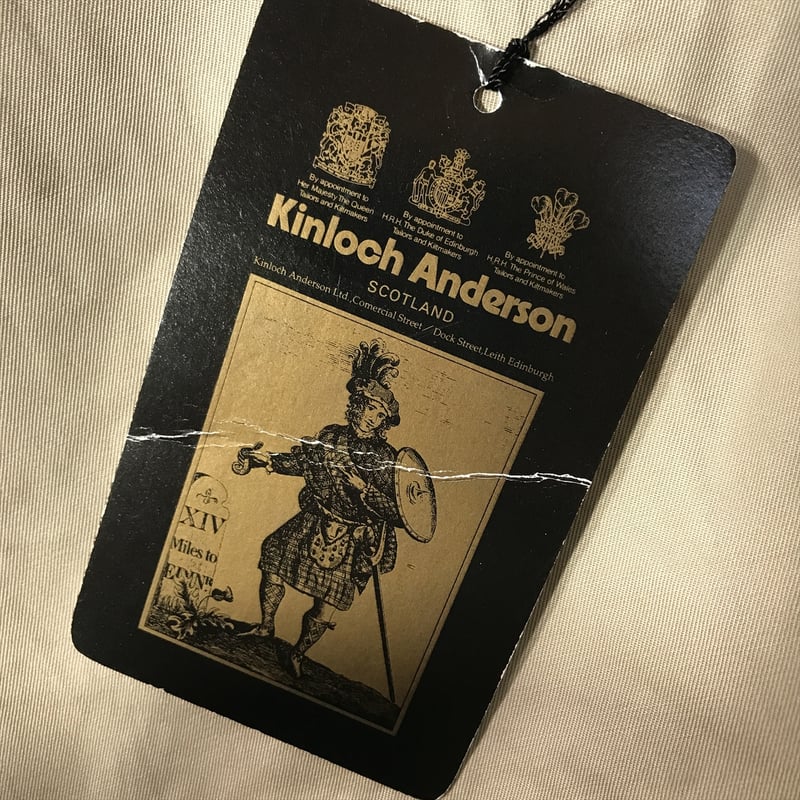 By appointment to
Her Majesty The Queen
Tailors and Kiltmakers
By appointment to
H.R.H. The Duke of Edinburgh
Tailors and Kiltmakers
By appointment to
H.R.H. The Prince of Wales
Tailors and Kiltmakers
Kinloch Anderson
SCOTLAND
Kinloch Anderson Ltd.,Comercial Street / Dock Street,Leith Edinburgh
XIV
Miles to